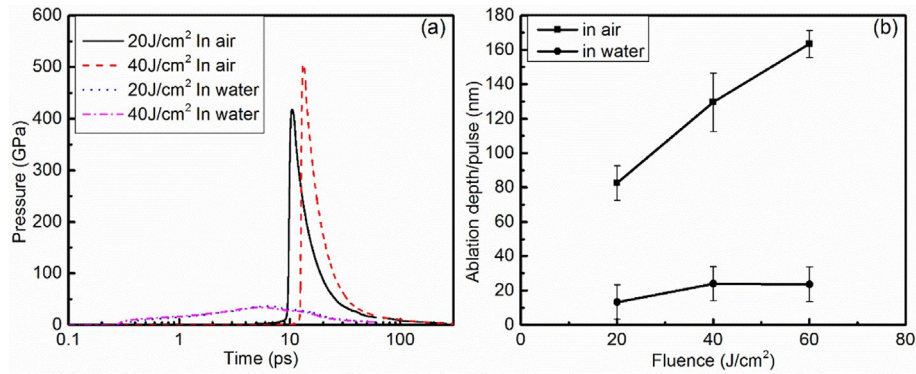 (a)
20J/cm² In air
40J/cm² In air
20J/cm² In water
40J/cm² In water
Pressure (GPa)
600
500
400
300
200
100
0
0.1 1 10 100
Time (ps)
(b)
in air
in water
Ablation depth/pulse (nm)
180
160
140
120
100
80
60
40
20
0
0 20 40 60 80
Fluence (J/cm²)